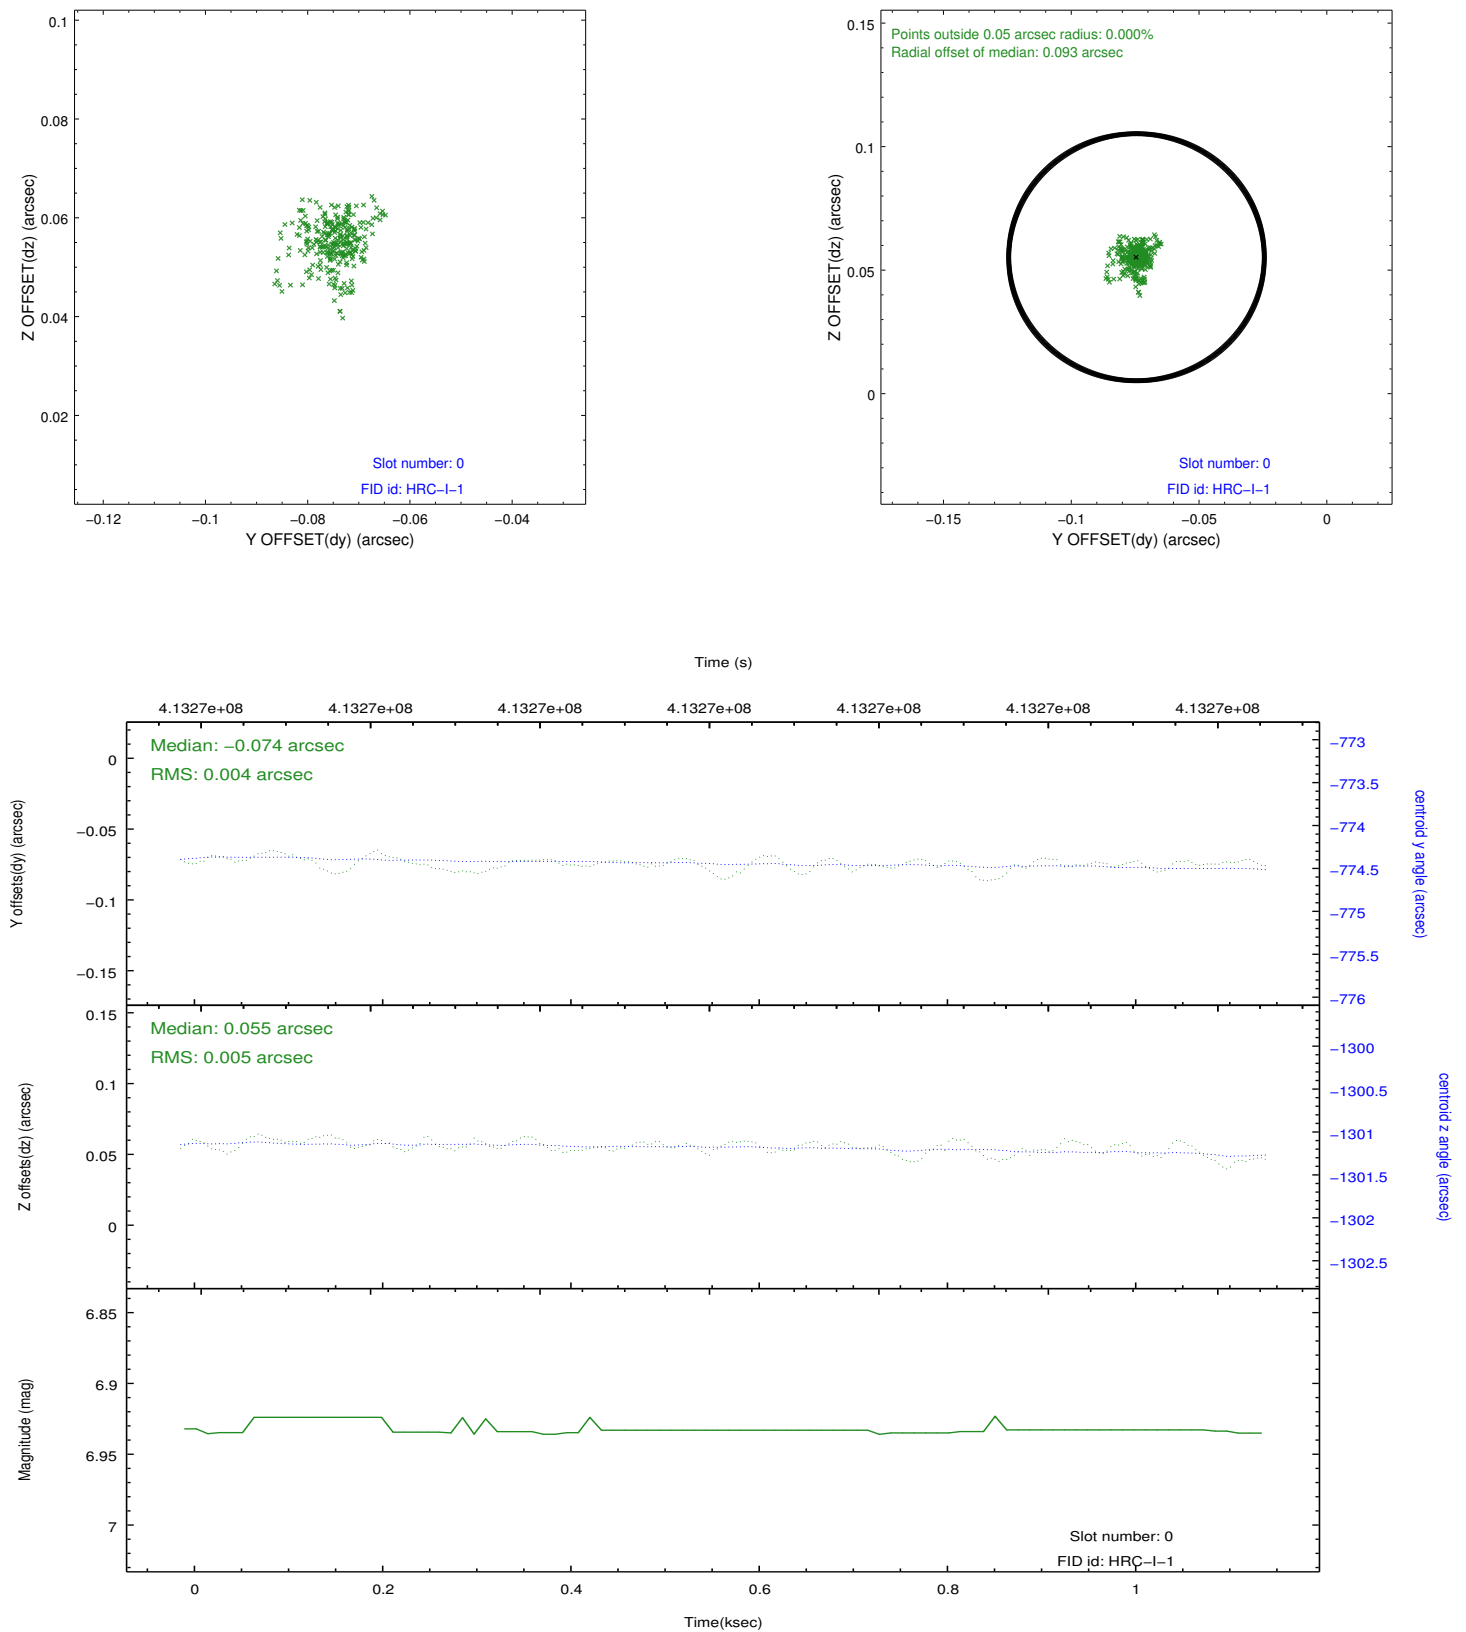 0.1
0.08
0.06
0.04
0.02
Z OFFSET(dz) (arcsec)
Slot number: 0
FID id: HRC−I−1
−0.12 −0.1 −0.08 −0.06 −0.04
Y OFFSET(dy) (arcsec)
Points outside 0.05 arcsec radius: 0.000%
Radial offset of median: 0.093 arcsec
0.15
0.1
0.05
0
Z OFFSET(dz) (arcsec)
Slot number: 0
FID id: HRC−I−1
−0.15 −0.1 −0.05 0
Y OFFSET(dy) (arcsec)
Time (s)
4.1327e+08 4.1327e+08 4.1327e+08 4.1327e+08 4.1327e+08 4.1327e+08 4.1327e+08
Median: −0.074 arcsec
RMS: 0.004 arcsec
0
−0.05
−0.1
−0.15
Y offsets(dy) (arcsec)
−773
−773.5
−774
−774.5
−775
−775.5
−776
centroid y angle (arcsec)
Median: 0.055 arcsec
RMS: 0.005 arcsec
0.15
0.1
0.05
0
Z offsets(dz) (arcsec)
−1300
−1300.5
−1301
−1301.5
−1302
−1302.5
centroid z angle (arcsec)
6.85
6.9
6.95
7
Magnitude (mag)
Slot number: 0
FID id: HRC−I−1
0 0.2 0.4 0.6 0.8 1
Time(ksec)